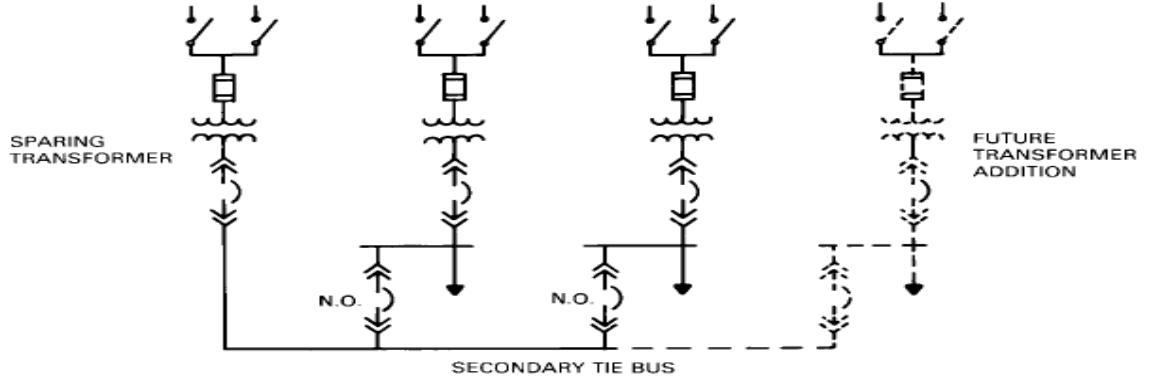 SPARING
TRANSFORMER
FUTURE
TRANSFORMER
ADDITION
N.O.
N.O.
SECONDARY TIE BUS